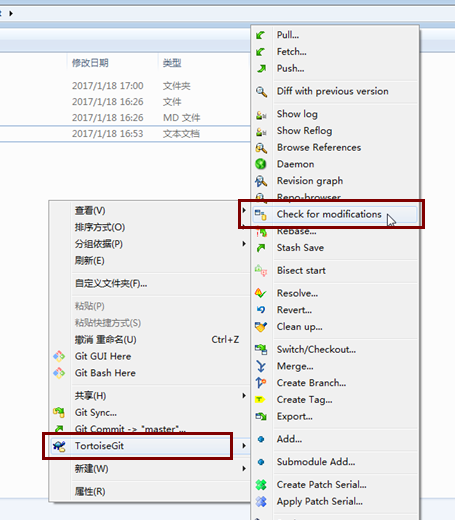 修改日期 类型
2017/1/18 17:00 文件夹
2017/1/18 16:26 文件
2017/1/18 16:26 MD 文件
2017/1/18 16:53 文本文档
查看(V)
排序方式(O)
分组依据(P)
刷新(E)
自定义文件夹(F)...
粘贴(P)
粘贴快捷方式(S)
撤消 重命名(U) Ctrl+Z
Git GUI Here
Git Bash Here
共享(H)
Git Sync...
Git Commit -> "master"...
TortoiseGit
新建(W)
属性(R)
Pull...
Fetch...
Push...
Diff with previous version
Show log
Show Reflog
Browse References
Daemon
Revision graph
Repo-browser
Check for modifications
Rebase...
Stash Save
Bisect start
Resolve...
Revert...
Clean up...
Switch/Checkout...
Merge...
Create Branch...
Create Tag...
Export...
Add...
Submodule Add...
Create Patch Serial...
Apply Patch Serial...